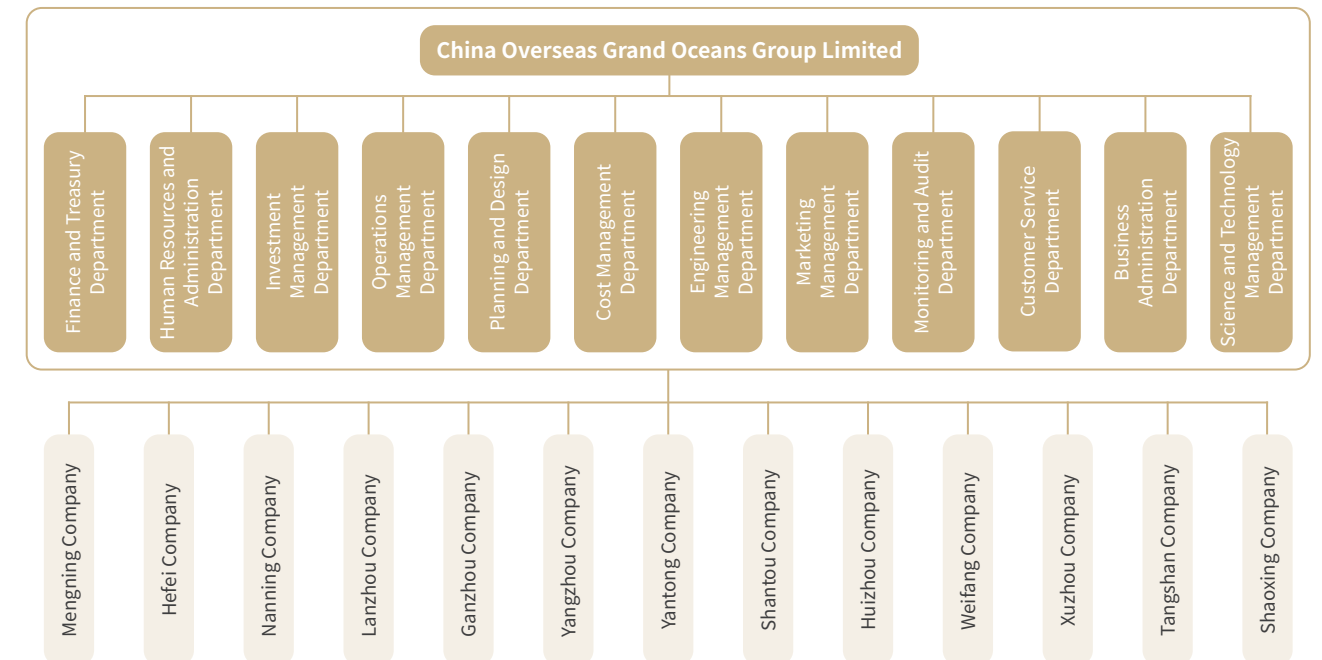 China Overseas Grand Oceans Group Limited
Finance and Treasury
Department
Human Resources and
Administration
Department
Investment
Management
Department
Operations
Management
Department
Planning and Design
Department
Cost Management
Department
Engineering
Management
Department
Marketing
Management
Department
Monitoring and Audit
Department
Customer Service
Department
Business
Administration
Department
Science and Technology
Management
Department
Mengning Company
Hefei Company
Nanning Company
Lanzhou Company
Ganzhou Company
Yangzhou Company
Yantong Company
Shantou Company
Huizhou Company
Weifang Company
Xuzhou Company
Tangshan Company
Shaoxing Company